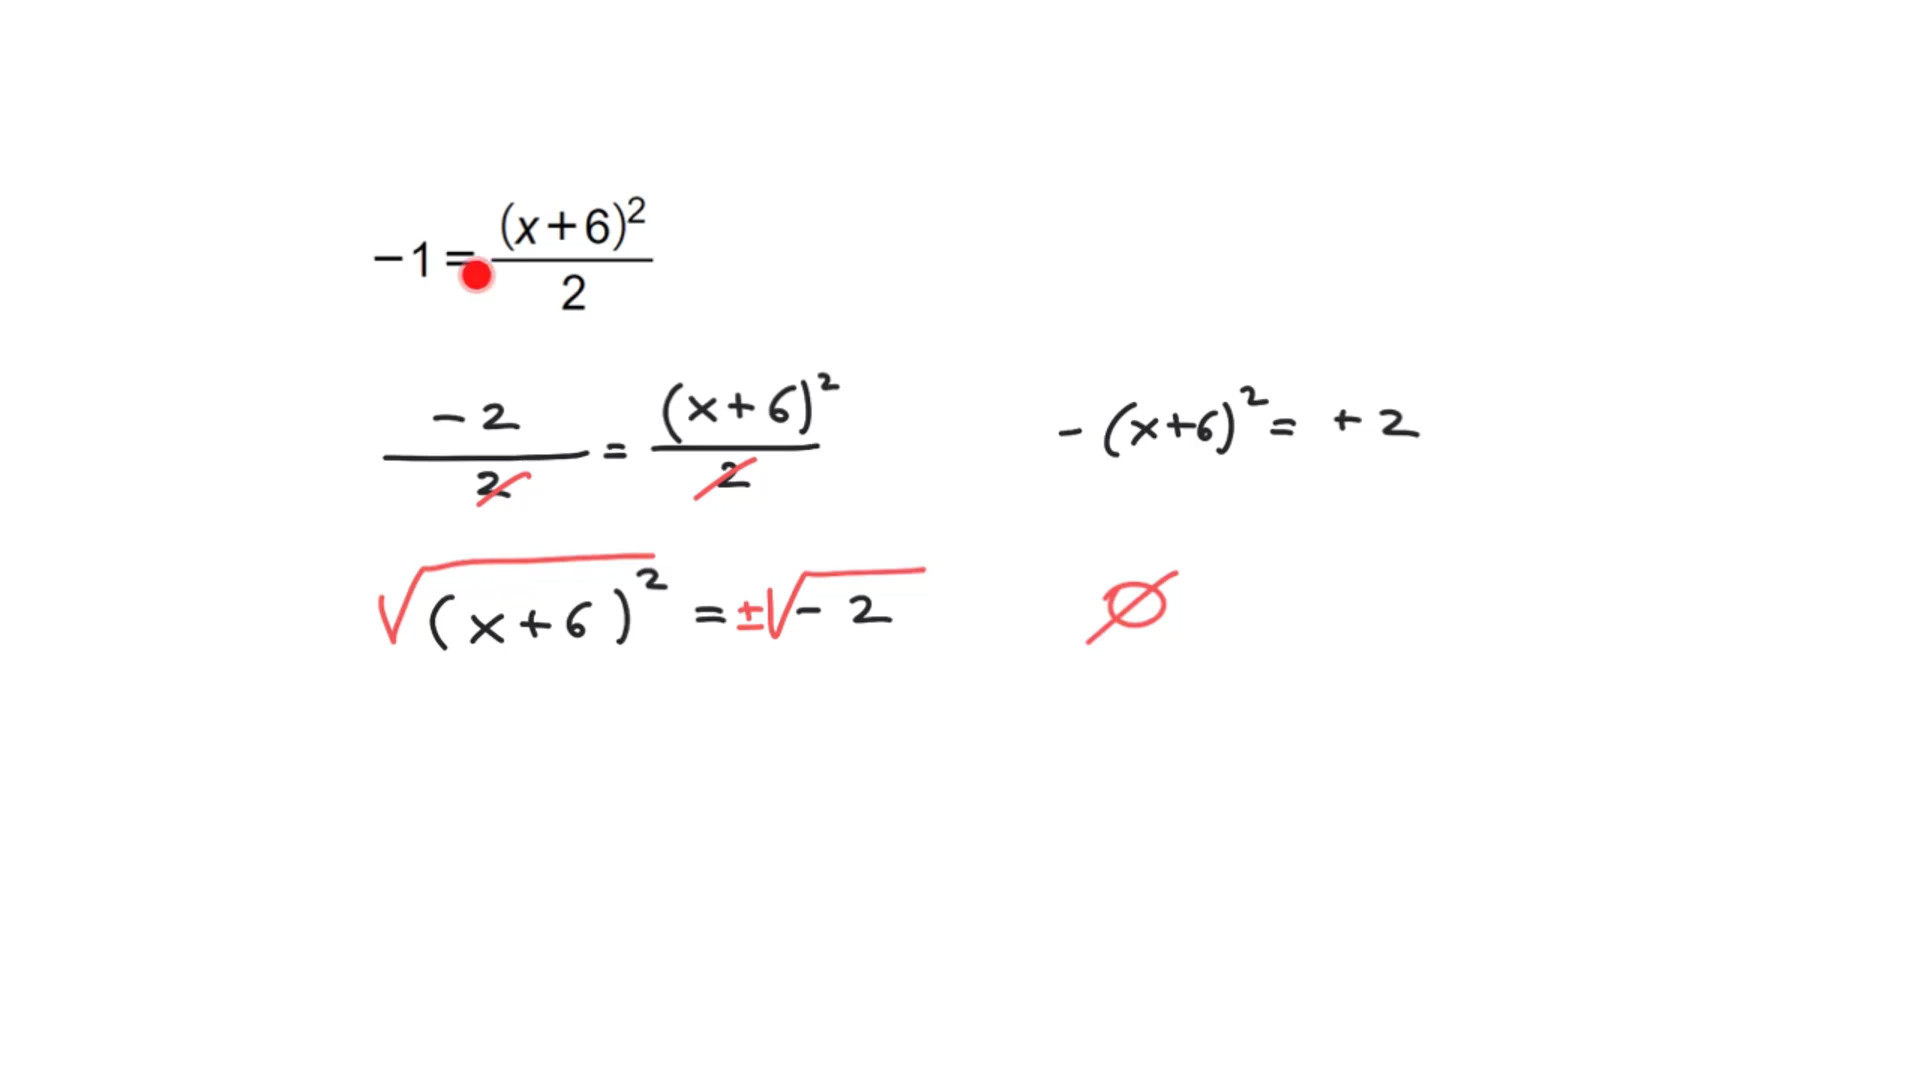 −1 = (x+6)² / 2
−2 / 2 = (x+6)² / 2
−(x+6)² = +2
√(x+6)² = ±√−2
∅